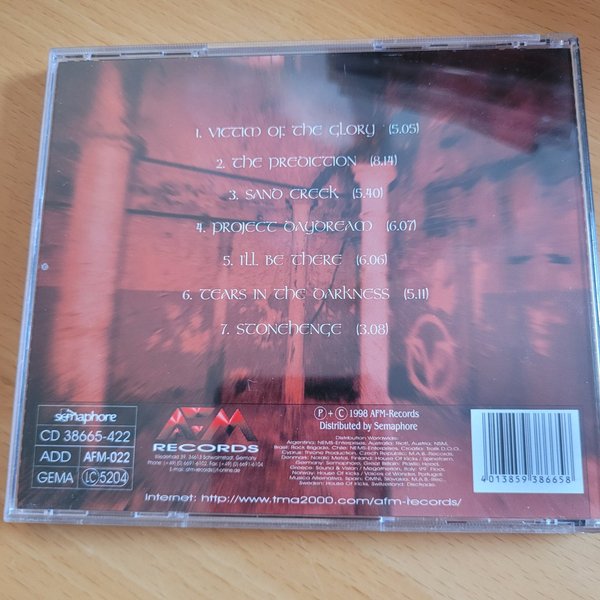 1. Victim of the Glory (5.05)
2. The Prediction (8.14)
3. Sand Creek (5.40)
4. Project Daydream (6.07)
5. I'll Be There (6.06)
6. Tears in the Darkness (5.11)
7. Stonehenge (3.08)
semaphore
CD 38665-422
ADD AFM-022
GEMA LC 5204
AFM
RECORDS
Schwarmstedt, Germany
P + C 1998 AFM-Records
Distributed by Semaphore
Distribution Worldwide:
internet: http://www.tma2000.com/afm-records/
4 013859 386658